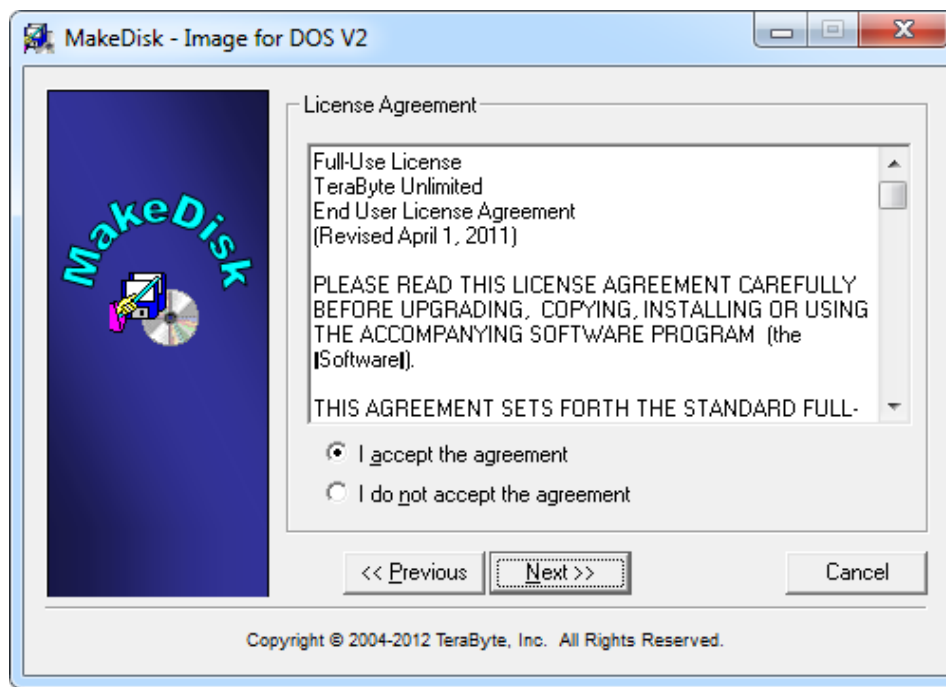 MakeDisk - Image for DOS V2
MakeDisk
License Agreement
Full-Use License
TeraByte Unlimited
End User License Agreement
(Revised April 1, 2011)
PLEASE READ THIS LICENSE AGREEMENT CAREFULLY
BEFORE UPGRADING,  COPYING, INSTALLING OR USING
THE ACCOMPANYING SOFTWARE PROGRAM  (the
▌Software▌).
THIS AGREEMENT SETS FORTH THE STANDARD FULL-
I accept the agreement
I do not accept the agreement
<< Previous
Next >>
Cancel
Copyright © 2004-2012 TeraByte, Inc.  All Rights Reserved.